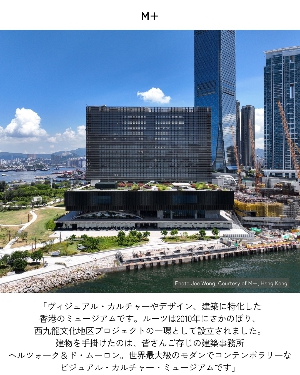 M+
Photo: Joe Wong, Courtesy of M+, Hong Kong
「ヴィジュアル・カルチャーやデザイン、建築に特化した
香港のミュージアムです。ルーツは2010年にさかのぼり、
西九龍文化地区プロジェクトの一環として設立されました。
建物を手掛けたのは、皆さんご存じの建築事務所
ヘルツォーク＆ド・ムーロン。世界最大級のモダンでコンテンポラリーな
ビジュアル・カルチャー・ミュージアムです」